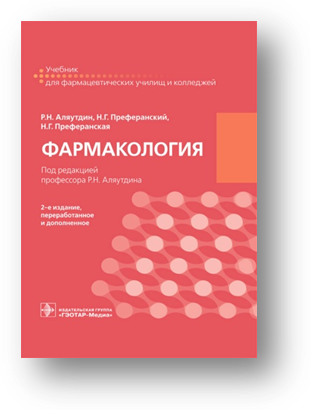 Учебник
для фармацевтических училищ и колледжей
Р.Н. Аляутдин, Н.Г. Преферанский,
Н.Г. Преферанская
ФАРМАКОЛОГИЯ
Под редакцией
профессора Р.Н. Аляутдина
2-е издание,
переработанное
и дополненное
ИЗДАТЕЛЬСКАЯ ГРУППА
«ГЭОТАР-Медиа»